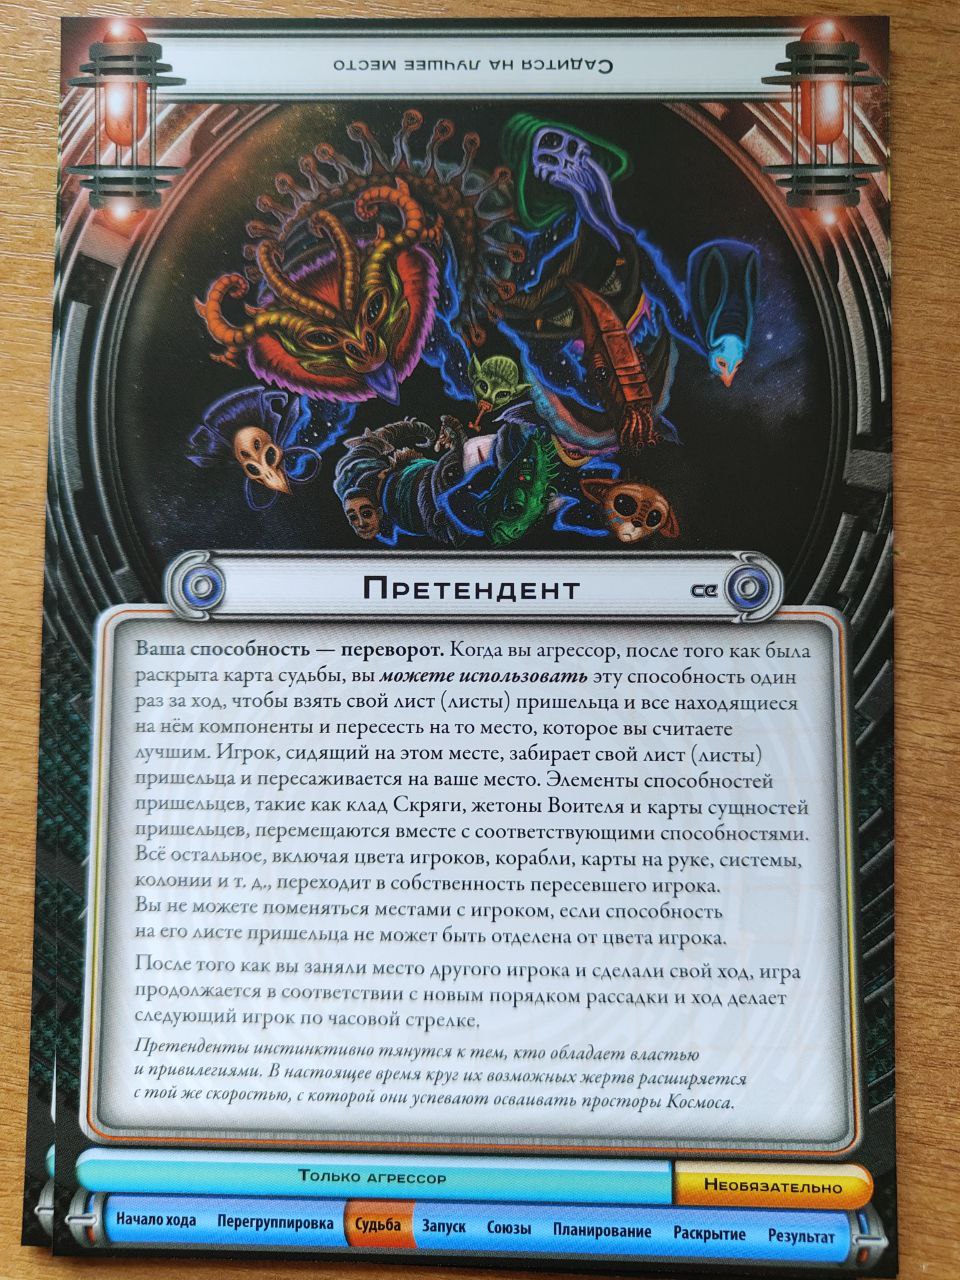 Садится на лучшее место
Претендент
се
Ваша способность — переворот. Когда вы агрессор, после того как была
раскрыта карта судьбы, вы можете использовать эту способность один
раз за ход, чтобы взять свой лист (листы) пришельца и все находящиеся
на нём компоненты и пересесть на то место, которое вы считаете
лучшим. Игрок, сидящий на этом месте, забирает свой лист (листы)
пришельца и пересаживается на ваше место. Элементы способностей
пришельцев, такие как клад Скряги, жетоны Воителя и карты сущностей
пришельцев, перемещаются вместе с соответствующими способностями.
Всё остальное, включая цвета игроков, корабли, карты на руке, системы,
колонии и т. д., переходит в собственность пересевшего игрока.
Вы не можете поменяться местами с игроком, если способность
на его листе пришельца не может быть отделена от цвета игрока.
После того как вы заняли место другого игрока и сделали свой ход, игра
продолжается в соответствии с новым порядком рассадки и ход делает
следующий игрок по часовой стрелке.
Претенденты инстинктивно тянутся к тем, кто обладает властью
и привилегиями. В настоящее время круг их возможных жертв расширяется
с той же скоростью, с которой они успевают осваивать просторы Космоса.
Только агрессор Необязательно
Начало хода Перегруппировка Судьба Запуск Союзы Планирование Раскрытие Результат